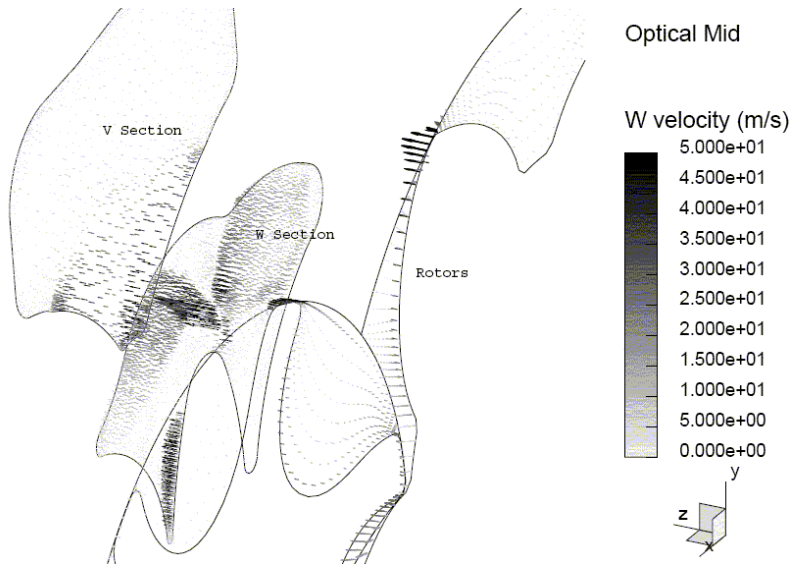 Optical Mid
V Section
W Section
Rotors
W velocity (m/s)
5.000e+01
4.500e+01
4.000e+01
3.500e+01
3.000e+01
2.500e+01
2.000e+01
1.500e+01
1.000e+01
5.000e+00
0.000e+00
y
z
x